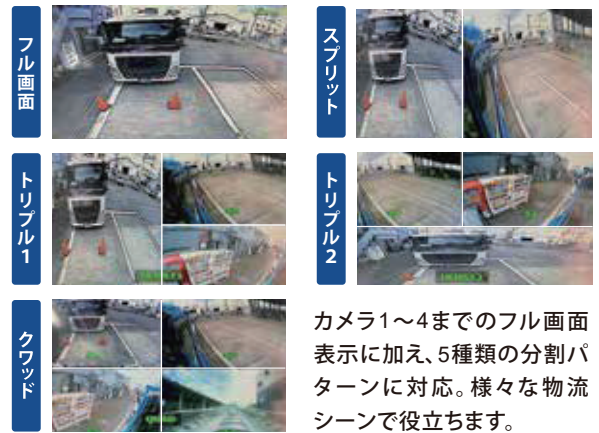 フル画面
スプリット
トリプル1
トリプル2
クワッド
カメラ1〜4までのフル画面
表示に加え、5種類の分割パ
ターンに対応。様々な物流
シーンで役立ちます。